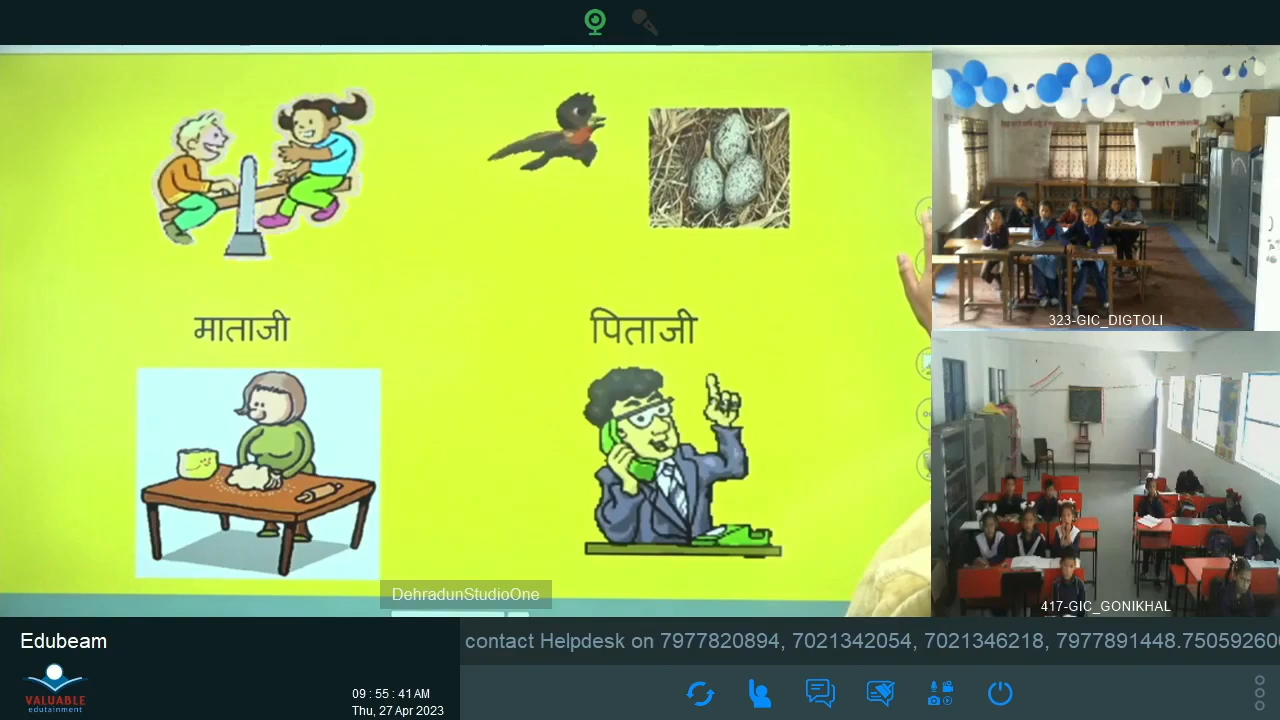 माताजी
पिताजी
DehradunStudioOne
323-GIC_DIGTOLI
417-GIC_GONIKHAL
Edubeam
VALUABLE
edutainment
09 : 55 : 41 AM
Thu, 27 Apr 2023
contact Helpdesk on 7977820894, 7021342054, 7021346218, 7977891448.750592600